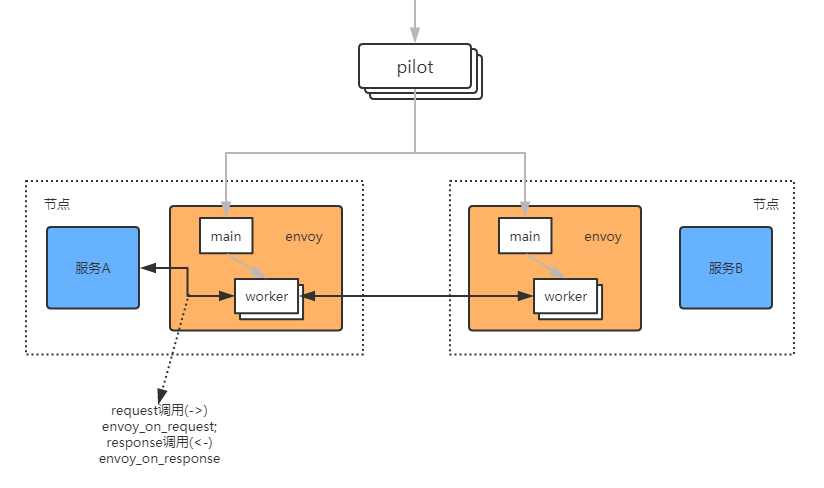 pilot
节点
节点
main
envoy
main
envoy
服务A
服务B
worker
worker
request调用(->)
envoy_on_request;
response调用(<-)
envoy_on_response